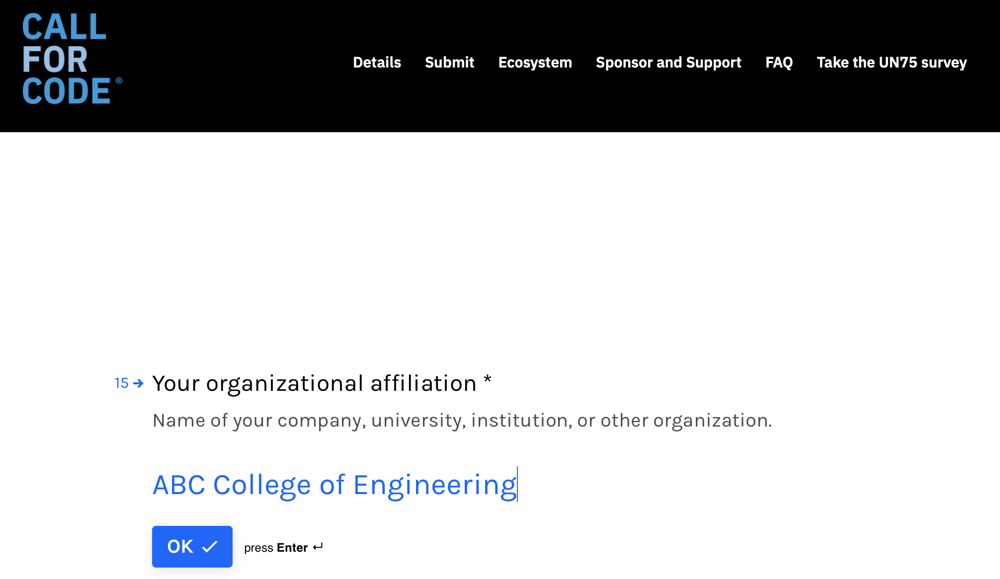 CALL
FOR
CODE ®
Details Submit Ecosystem Sponsor and Support FAQ Take the UN75 survey
15 → Your organizational affiliation *
Name of your company, university, institution, or other organization.
ABC College of Engineering
OK ✓ press Enter ↵